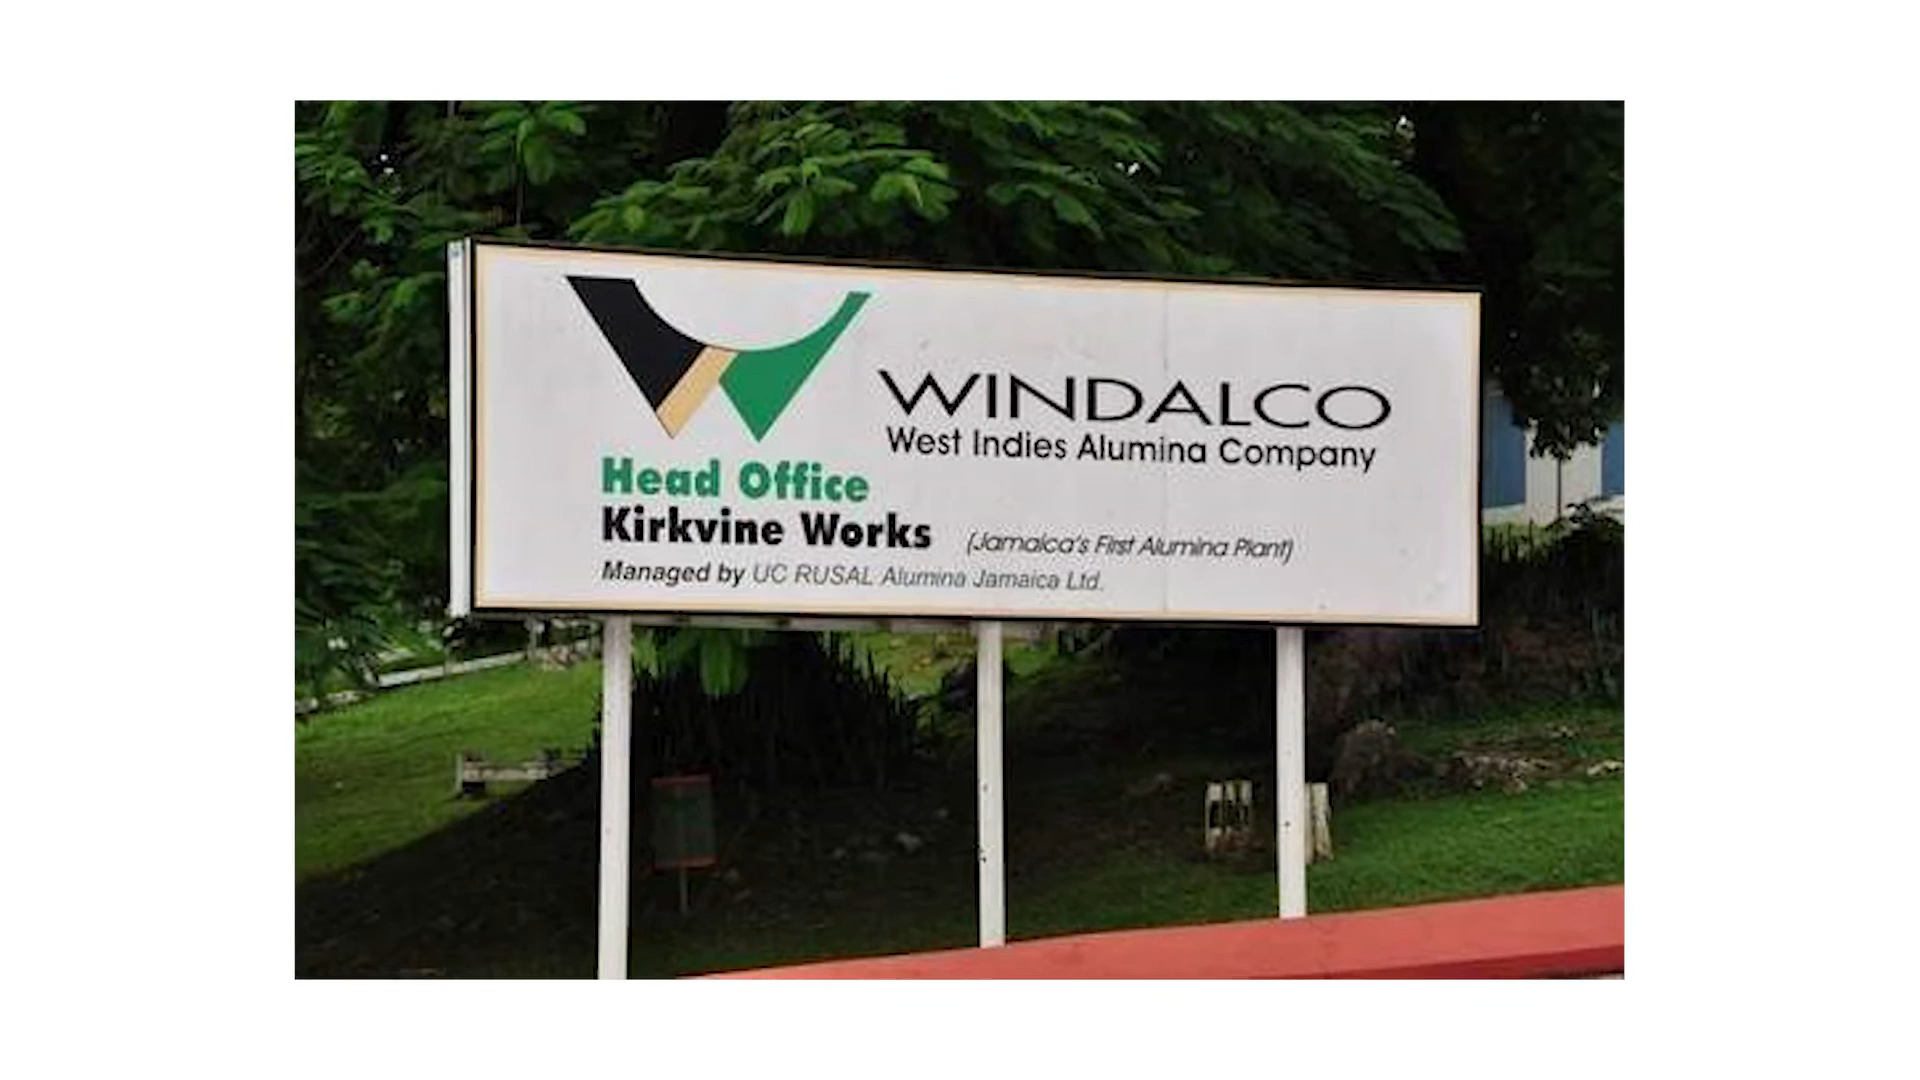 WINDALCO
West Indies Alumina Company
Head Office
Kirkvine Works (Jamaica's First Alumina Plant)
Managed by UC RUSAL Alumina Jamaica Ltd.